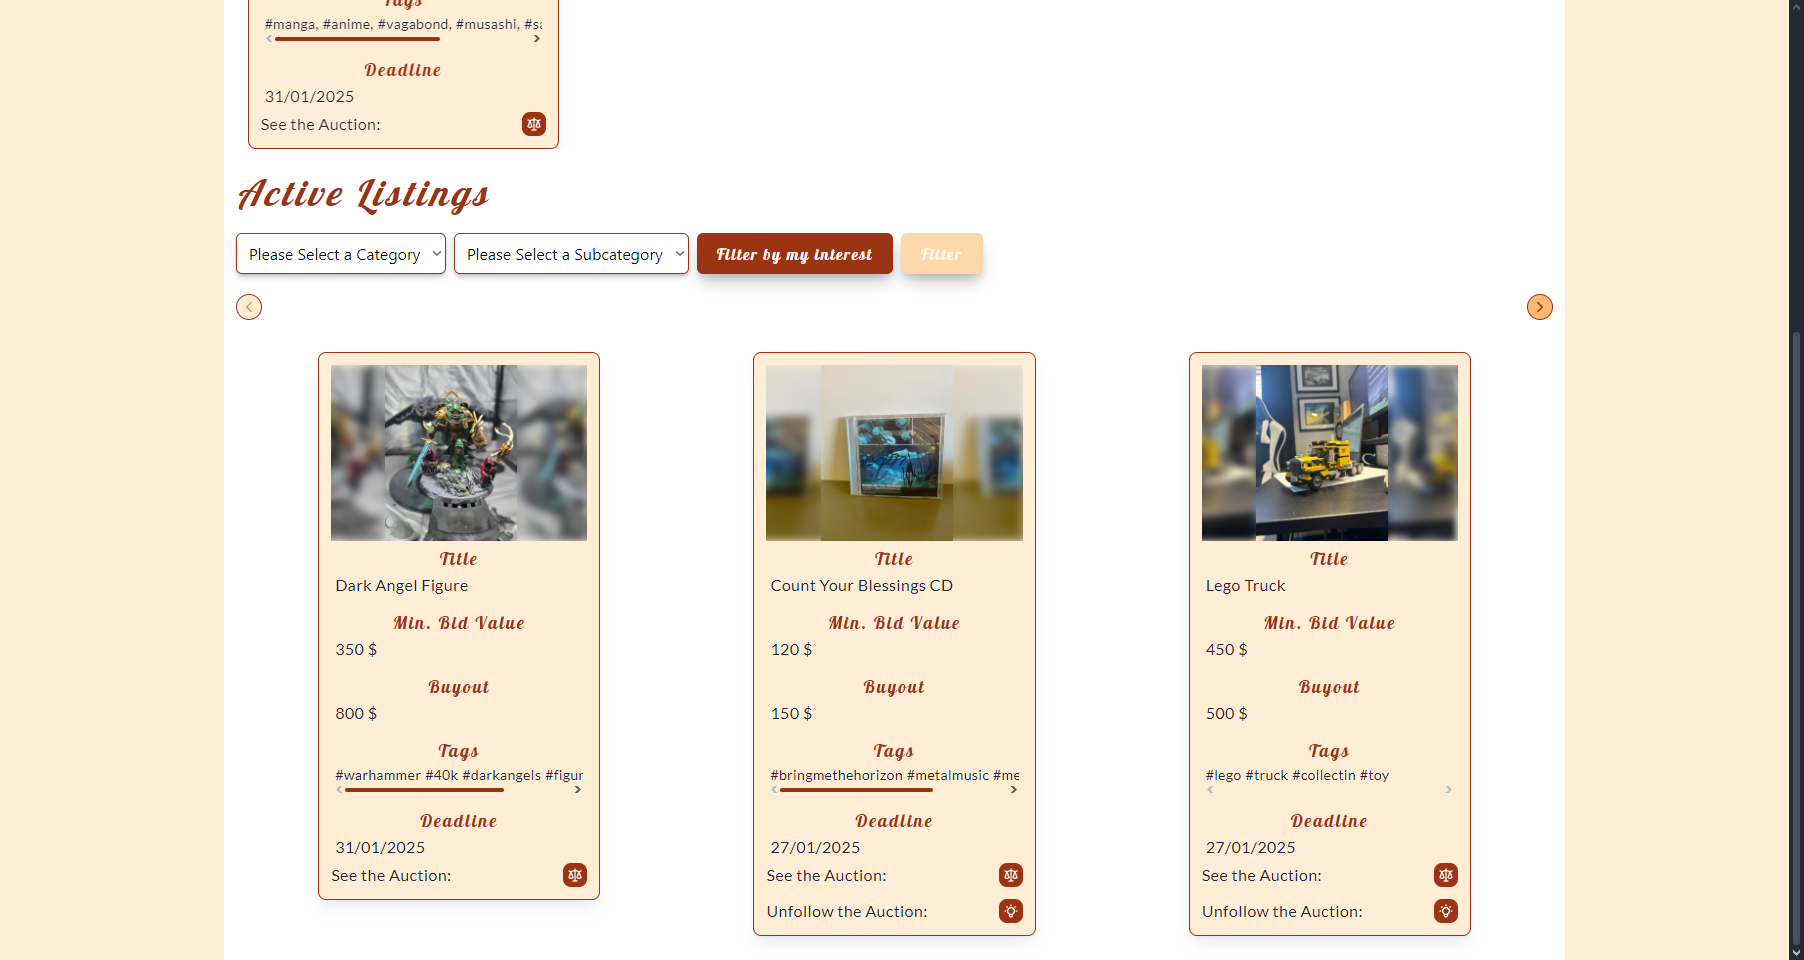 Tags
#manga, #anime, #vagabond, #musashi, #sa
Deadline
31/01/2025
See the Auction:
Active Listings
Please Select a Category
Please Select a Subcategory
Filter by my interest
Filter
Title
Dark Angel Figure
Min. Bid Value
350 $
Buyout
800 $
Tags
#warhammer #40k #darkangels #figur
Deadline
31/01/2025
See the Auction:
Title
Count Your Blessings CD
Min. Bid Value
120 $
Buyout
150 $
Tags
#bringmethehorizon #metalmusic #me
Deadline
27/01/2025
See the Auction:
Unfollow the Auction:
Title
Lego Truck
Min. Bid Value
450 $
Buyout
500 $
Tags
#lego #truck #collectin #toy
Deadline
27/01/2025
See the Auction:
Unfollow the Auction: